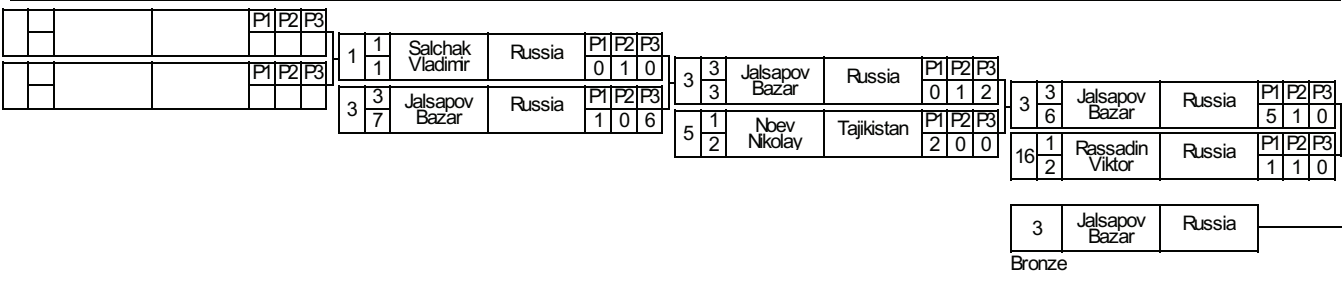 P1 P2 P3
P1 P2 P3
1 1 1 Salchak Vladimir Russia P1 P2 P3 0 1 0
3 3 7 Jalsapov Bazar Russia P1 P2 P3 1 0 6
3 3 3 Jalsapov Bazar Russia P1 P2 P3 0 1 2
5 1 2 Noev Nikolay Tajikistan P1 P2 P3 2 0 0
3 3 6 Jalsapov Bazar Russia P1 P2 P3 5 1 0
16 1 2 Rassadin Viktor Russia P1 P2 P3 1 1 0
3 Jalsapov Bazar Russia
Bronze